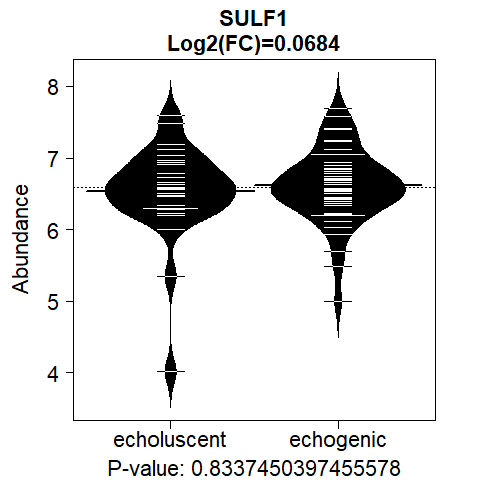 SULF1
Log2(FC)=0.0684
Abundance
8
7
6
5
4
echoluscent echogenic
P-value: 0.8337450397455578